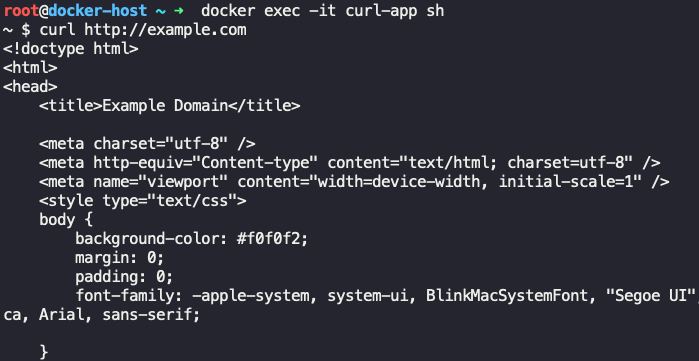 root@docker-host ~ ➜  docker exec -it curl-app sh
~ $ curl http://example.com
<!doctype html>
<html>
<head>
    <title>Example Domain</title>

    <meta charset="utf-8" />
    <meta http-equiv="Content-type" content="text/html; charset=utf-8" />
    <meta name="viewport" content="width=device-width, initial-scale=1" />
    <style type="text/css">
    body {
        background-color: #f0f0f2;
        margin: 0;
        padding: 0;
        font-family: -apple-system, system-ui, BlinkMacSystemFont, "Segoe UI",
ca, Arial, sans-serif;

    }